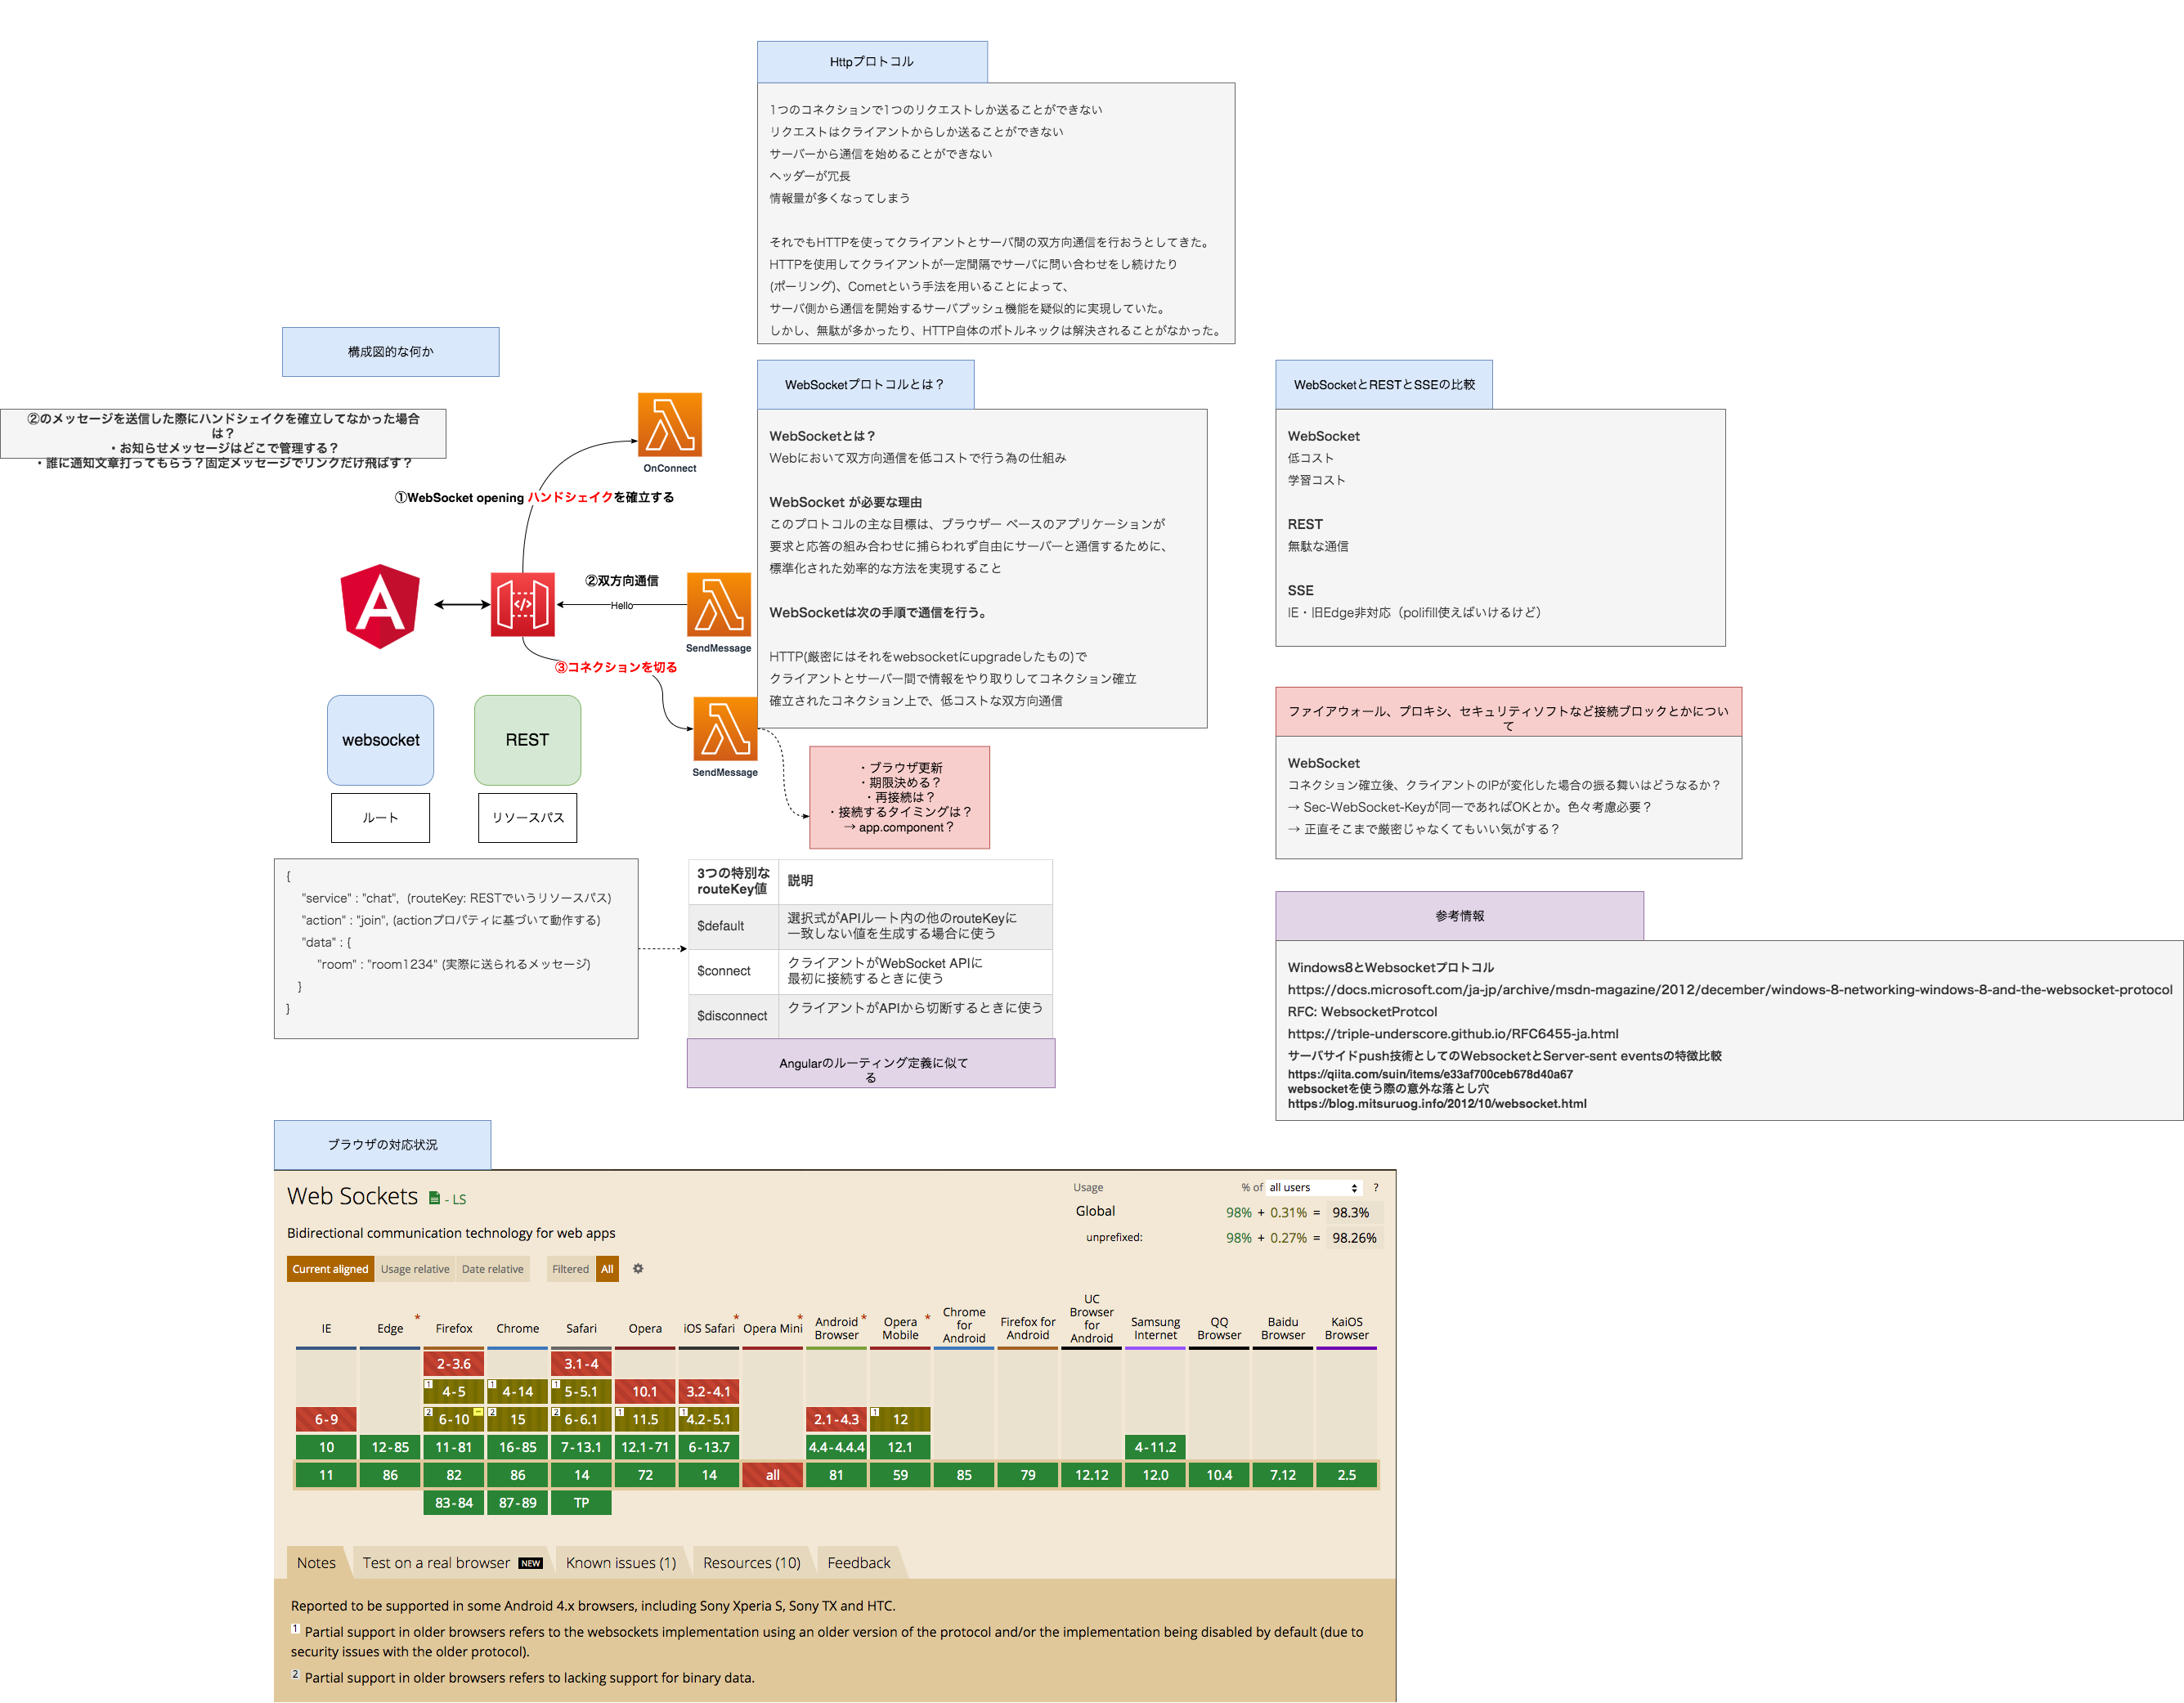 Httpプロトコル
1つのコネクションで1つのリクエストしか送ることができない
リクエストはクライアントからしか送ることができない
サーバーから通信を始めることができない
ヘッダーが冗長
情報量が多くなってしまう
それでもHTTPを使ってクライアントとサーバ間の双方向通信を行おうとしてきた。
HTTPを使用してクライアントが一定間隔でサーバに問い合わせをし続けたり
(ポーリング)、Cometという手法を用いることによって、
サーバ側から通信を開始するサーバプッシュ機能を疑似的に実現していた。
しかし、無駄が多かったり、HTTP自体のボトルネックは解決されることがなかった。
構成図的な何か
②のメッセージを送信した際にハンドシェイクを確立してなかった場合
は？
・お知らせメッセージはどこで管理する？
・誰に通知文章打ってもらう？固定メッセージでリンクだけ飛ばす？
OnConnect
①WebSocket opening ハンドシェイクを確立する
②双方向通信
Hello
SendMessage
③コネクションを切る
SendMessage
websocket
REST
ルート
リソースパス
・ブラウザ更新
・期限決める？
・再接続は？
・接続するタイミングは？
→ app.component？
WebSocketプロトコルとは？
WebSocketとは？
Webにおいて双方向通信を低コストで行う為の仕組み
WebSocket が必要な理由
このプロトコルの主な目標は、ブラウザー ベースのアプリケーションが
要求と応答の組み合わせに捕らわれず自由にサーバーと通信するために、
標準化された効率的な方法を実現すること
WebSocketは次の手順で通信を行う。
HTTP(厳密にはそれをwebsocketにupgradeしたもの)で
クライアントとサーバー間で情報をやり取りしてコネクション確立
確立されたコネクション上で、低コストな双方向通信
WebSocketとRESTとSSEの比較
WebSocket
低コスト
学習コスト
REST
無駄な通信
SSE
IE・旧Edge非対応（polifill使えばいけるけど）
ファイアウォール、プロキシ、セキュリティソフトなど接続ブロックとかについ
て
WebSocket
コネクション確立後、クライアントのIPが変化した場合の振る舞いはどうなるか？
→ Sec-WebSocket-Keyが同一であればOKとか。色々考慮必要？
→ 正直そこまで厳密じゃなくてもいい気がする？
{
"service" : "chat", (routeKey: RESTでいうリソースパス)
"action" : "join", (actionプロパティに基づいて動作する)
"data" : {
"room" : "room1234" (実際に送られるメッセージ)
}
}
3つの特別な
routeKey値
説明
$default
選択式がAPIルート内の他のrouteKeyに
一致しない値を生成する場合に使う
$connect
クライアントがWebSocket APIに
最初に接続するときに使う
$disconnect
クライアントがAPIから切断するときに使う
Angularのルーティング定義に似て
る
参考情報
Windows8とWebsocketプロトコル
https://docs.microsoft.com/ja-jp/archive/msdn-magazine/2012/december/windows-8-networking-windows-8-and-the-websocket-protocol
RFC: WebsocketProtcol
https://triple-underscore.github.io/RFC6455-ja.html
サーバサイドpush技術としてのWebsocketとServer-sent eventsの特徴比較
https://qiita.com/suin/items/e33af700ceb678d40a67
websocketを使う際の意外な落とし穴
https://blog.mitsuruog.info/2012/10/websocket.html
ブラウザの対応状況
Web Sockets - LS
Usage % of all users ?
Global 98% + 0.31% = 98.3%
unprefixed: 98% + 0.27% = 98.26%
Bidirectional communication technology for web apps
Current aligned Usage relative Date relative Filtered All
IE Edge * Firefox Chrome Safari Opera iOS Safari * Opera Mini * Android Browser * Opera Mobile * Chrome for Android Firefox for Android UC Browser for Android Samsung Internet QQ Browser Baidu Browser KaiOS Browser
2-3.6 3.1-4
1 4-5 1 4-14 1 5-5.1 10.1 3.2-4.1
6-9 2 6-10 2 15 2 6-6.1 1 11.5 1 4.2-5.1 2.1-4.3 1 12
10 12-85 11-81 16-85 7-13.1 12.1-71 6-13.7 4.4-4.4.4 12.1 4-11.2
11 86 82 86 14 72 14 all 81 59 85 79 12.12 12.0 10.4 7.12 2.5
83-84 87-89 TP
Notes Test on a real browser NEW Known issues (1) Resources (10) Feedback
Reported to be supported in some Android 4.x browsers, including Sony Xperia S, Sony TX and HTC.
1 Partial support in older browsers refers to the websockets implementation using an older version of the protocol and/or the implementation being disabled by default (due to
security issues with the older protocol).
2 Partial support in older browsers refers to lacking support for binary data.